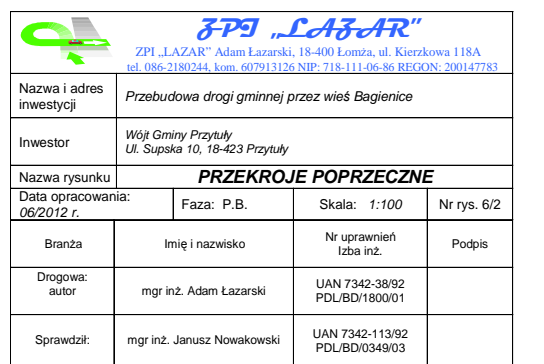 ZPI „LAZAR"
ZPI „LAZAR" Adam Łazarski, 18-400 Łomża, ul. Kierzkowa 118A
tel. 086-2180244, kom. 607913126 NIP: 718-111-06-86 REGON: 200147783
Nazwa i adres inwestycji
Przebudowa drogi gminnej przez wieś Bagienice
Inwestor
Wójt Gminy Przytuły
Ul. Supska 10, 18-423 Przytuły
Nazwa rysunku
PRZEKROJE POPRZECZNE
Data opracowania:
06/2012 r.
Faza: P.B.
Skala: 1:100
Nr rys. 6/2
Branża
Imię i nazwisko
Nr uprawnień
Izba inż.
Podpis
Drogowa:
autor
mgr inż. Adam Łazarski
UAN 7342-38/92
PDL/BD/1800/01
Sprawdził:
mgr inż. Janusz Nowakowski
UAN 7342-113/92
PDL/BD/0349/03